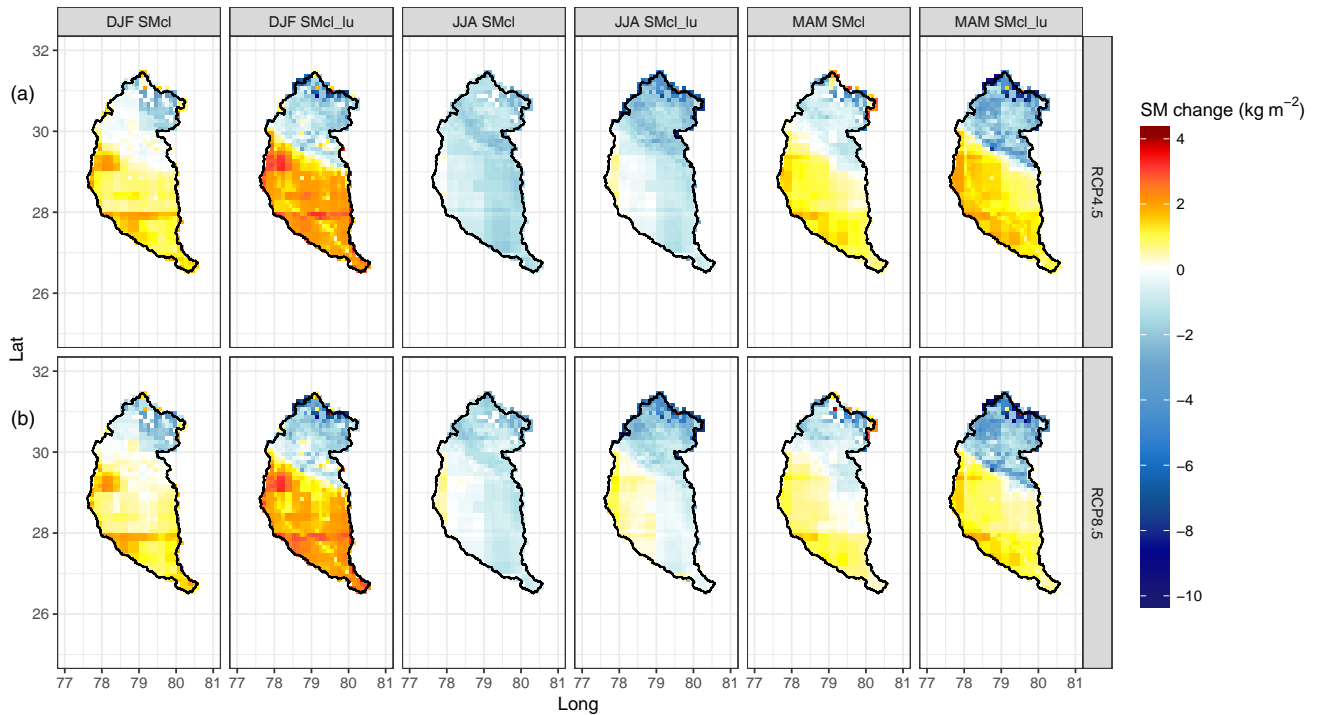 DJF SMcl DJF SMcl_lu JJA SMcl JJA SMcl_lu MAM SMcl MAM SMcl_lu
(a)
32
30
28
26
RCP4.5
Lat
(b)
32
30
28
26
RCP8.5
77 78 79 80 81 77 78 79 80 81 77 78 79 80 81 77 78 79 80 81 77 78 79 80 81 77 78 79 80 81
Long
SM change (kg m⁻²)
4
2
0
−2
−4
−6
−8
−10